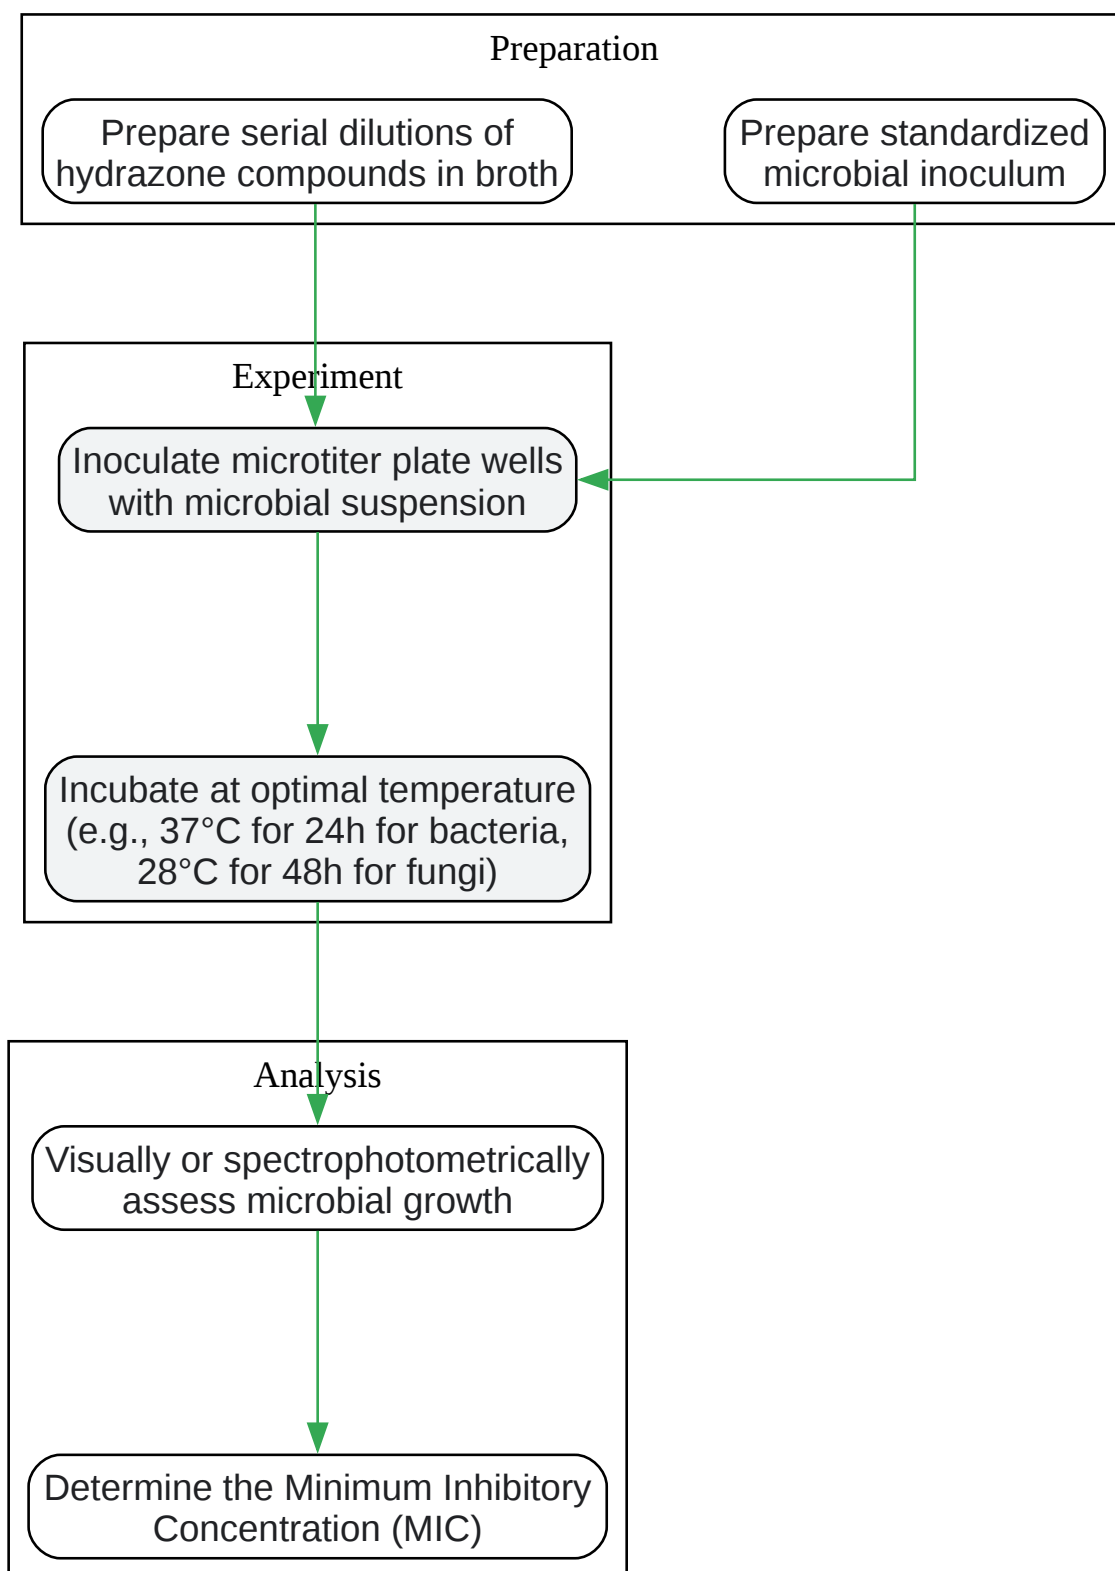 Preparation
Prepare serial dilutions of
hydrazone compounds in broth
Prepare standardized
microbial inoculum
Experiment
Inoculate microtiter plate wells
with microbial suspension
Incubate at optimal temperature
(e.g., 37°C for 24h for bacteria,
28°C for 48h for fungi)
Analysis
Visually or spectrophotometrically
assess microbial growth
Determine the Minimum Inhibitory
Concentration (MIC)